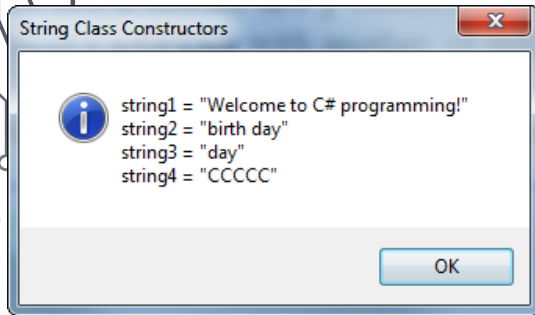 String Class Constructors
string1 = "Welcome to C# programming!"
string2 = "birth day"
string3 = "day"
string4 = "CCCCC"
OK